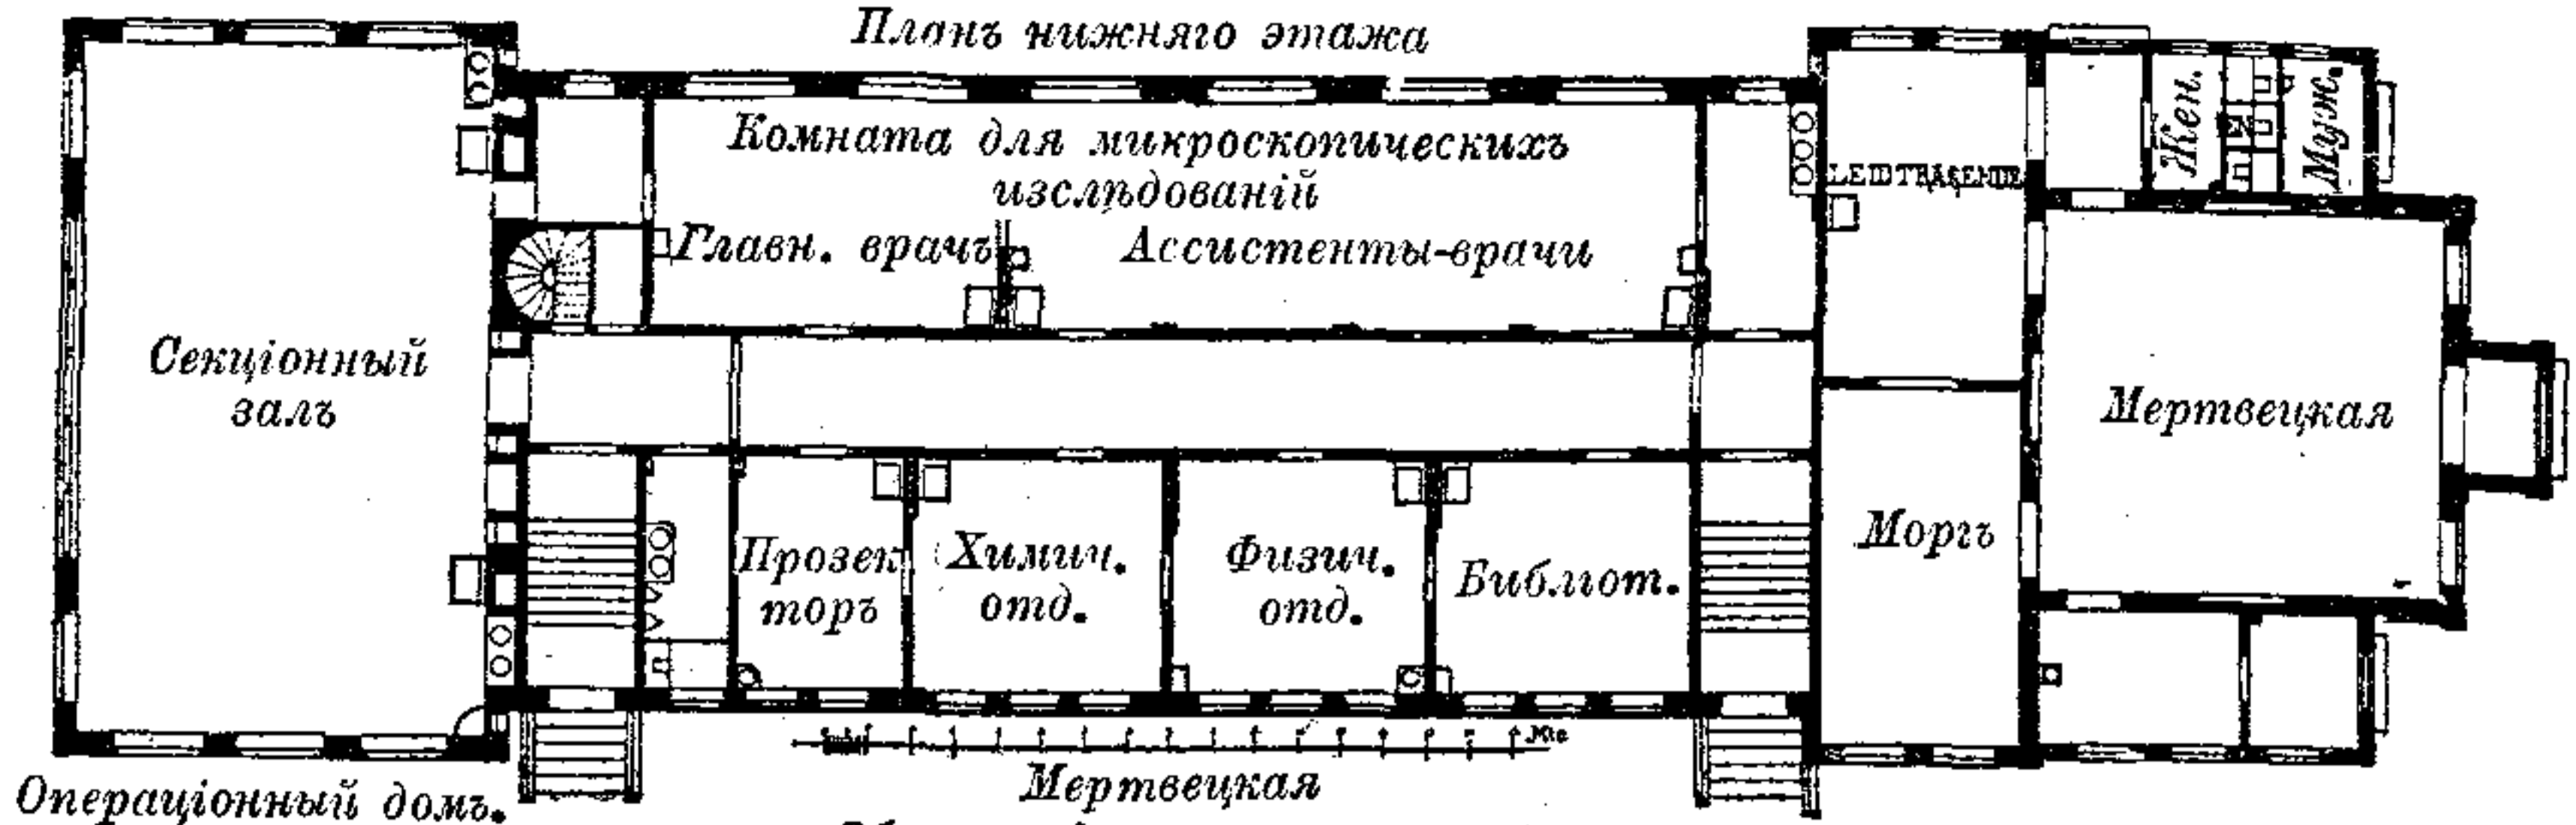 Планъ нижняго этажа
Комната для микроскопическихъ
изслѣдованій
Главн. врачъ
Ассистенты-врачи
Жен.
Муж.
LEIDTRAGENDE
Секціонный
залъ
Мертвецкая
Моргъ
Прозек
торъ
Химич.
отд.
Физич.
отд.
Библіот.
Мертвецкая
Операціонный домъ.